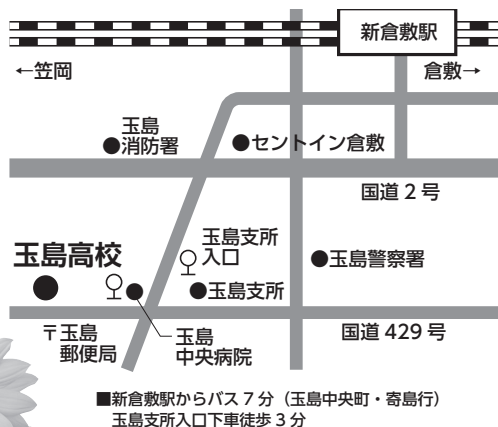 新倉敷駅
←笠岡
倉敷→
玉島
●消防署
●セントイン倉敷
国道2号
玉島高校
玉島支所
入口
●玉島警察署
●玉島支所
〒玉島
郵便局
玉島
中央病院
国道429号
■新倉敷駅からバス7分（玉島中央町・寄島行）
玉島支所入口下車徒歩3分